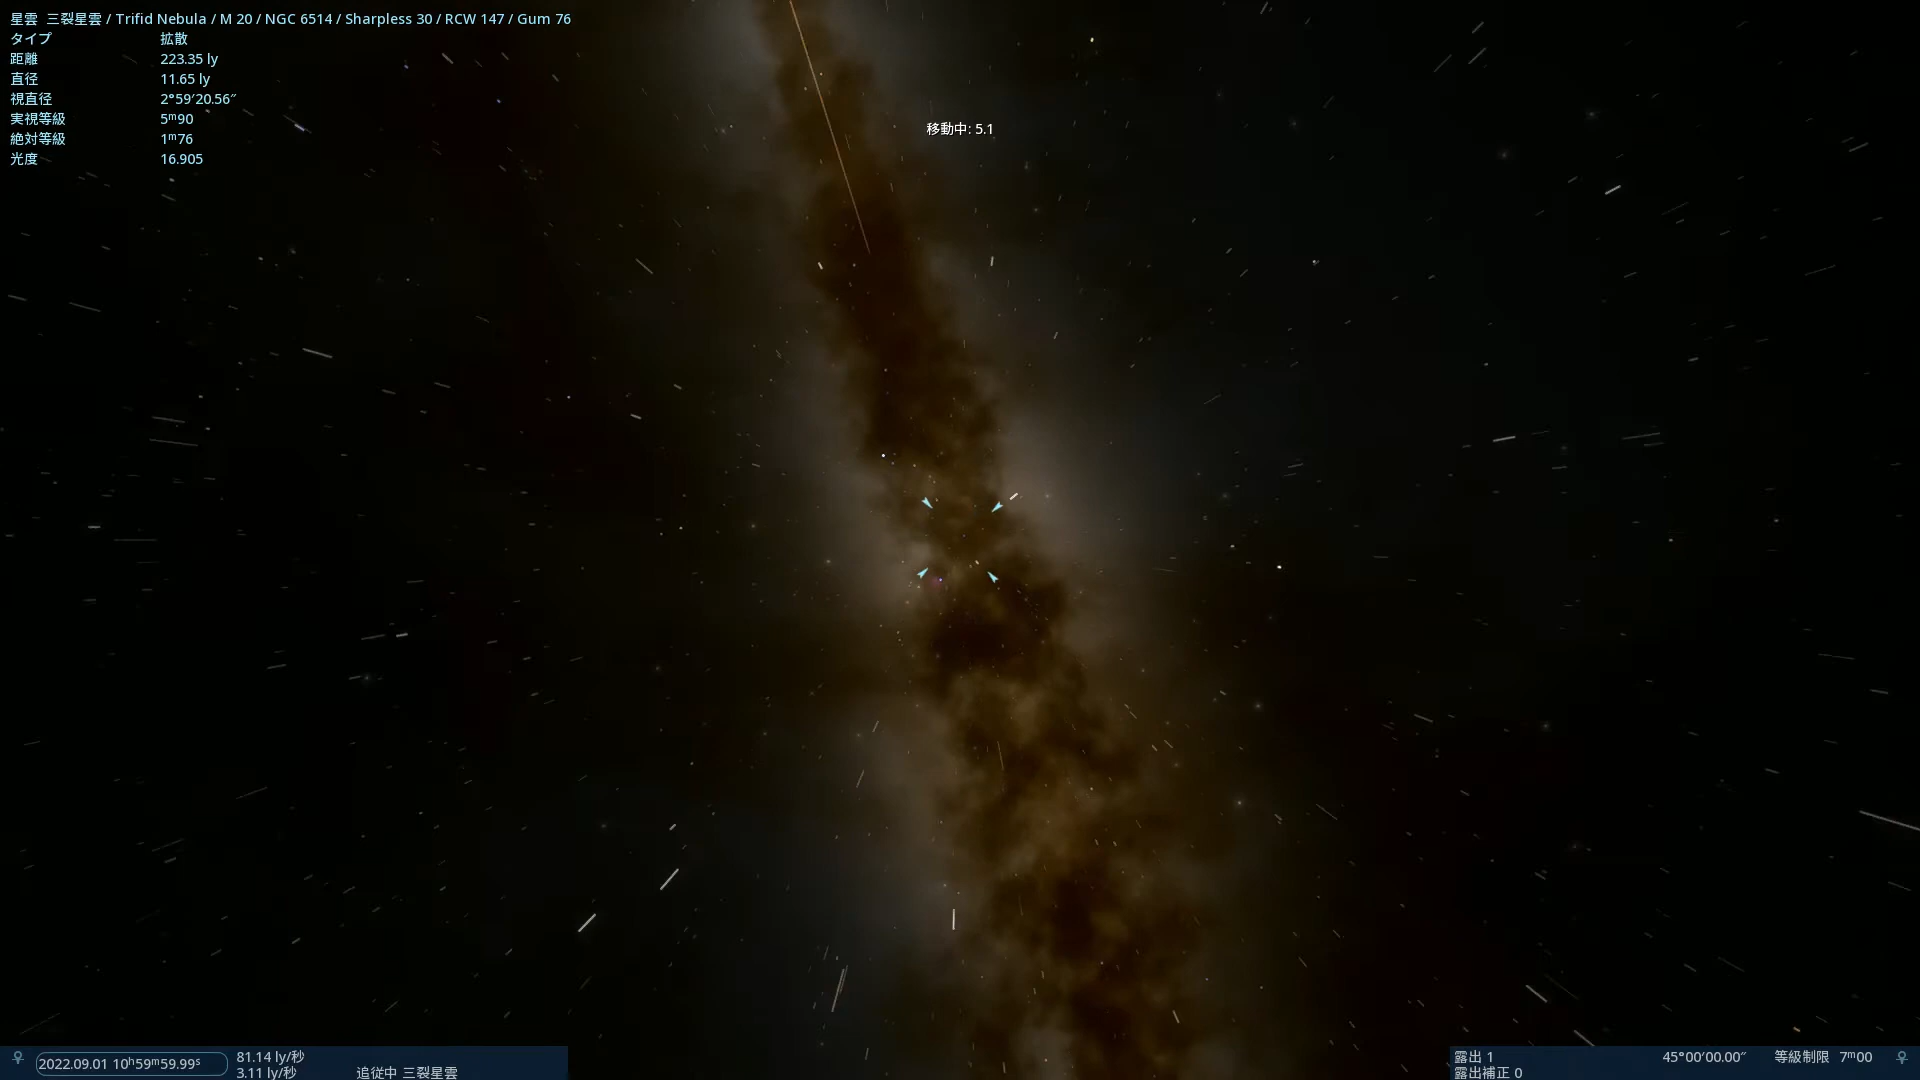 星雲 三裂星雲 / Trifid Nebula / M 20 / NGC 6514 / Sharpless 30 / RCW 147 / Gum 76
タイプ 拡散
距離 223.35 ly
直径 11.65 ly
視直径 2°59′20.56″
実視等級 5ᵐ90
絶対等級 1ᵐ76
光度 16.905
移動中: 5.1
2022.09.01 10ʰ59ᵐ59.99ˢ
81.14 ly/秒
3.11 ly/秒 追従中 三裂星雲
露出 1 45°00′00.00″ 等級制限 7ᵐ00
露出補正 0